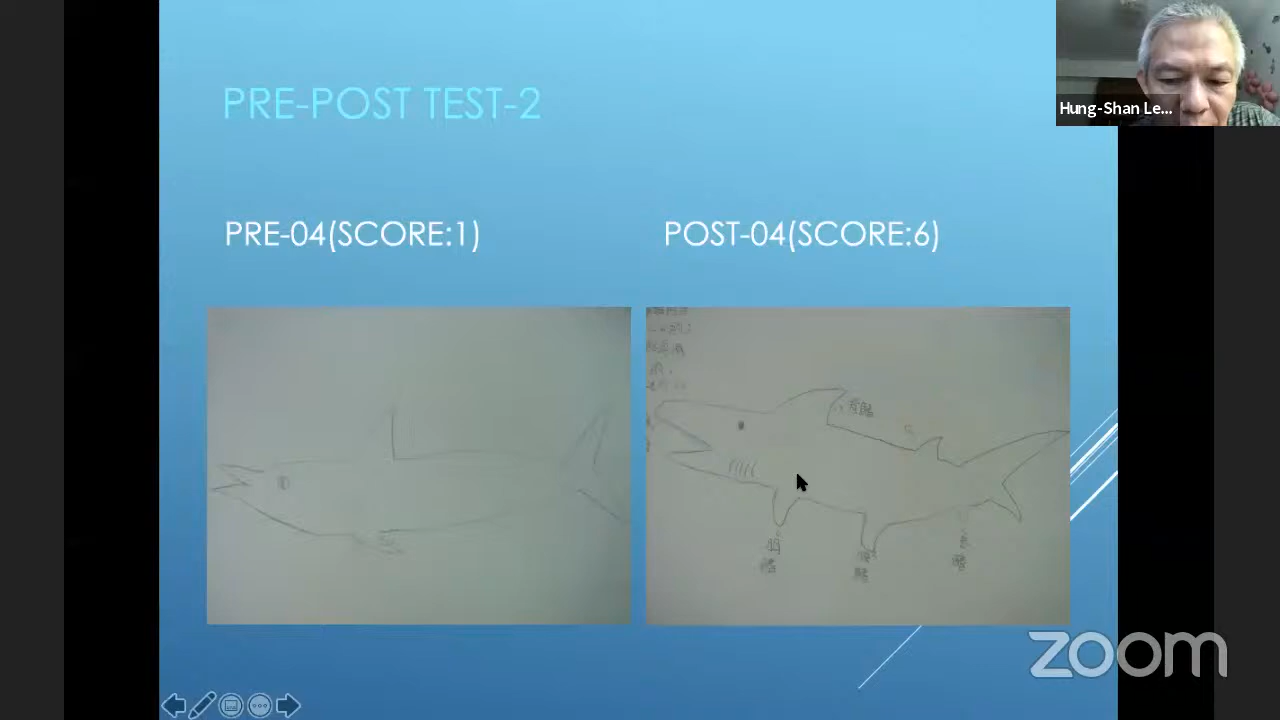 PRE-POST TEST-2
Hung-Shan Le...
PRE-04(SCORE:1)
POST-04(SCORE:6)
zoom